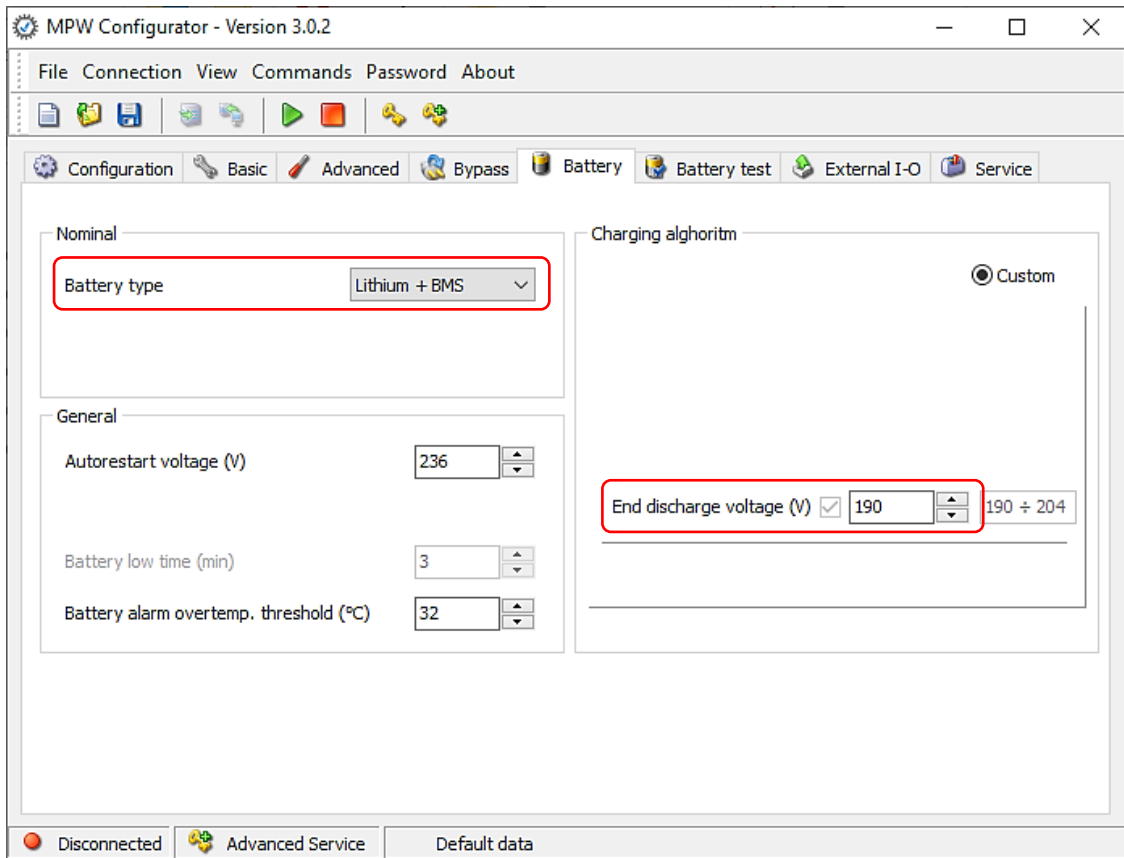 MPW Configurator - Version 3.0.2
File Connection View Commands Password About
Configuration Basic Advanced Bypass Battery Battery test External I-O Service
Nominal
Battery type Lithium + BMS
General
Autorestart voltage (V) 236
Battery low time (min) 3
Battery alarm overtemp. threshold (ºC) 32
Charging alghoritm
Custom
End discharge voltage (V) 190 190 ÷ 204
Disconnected Advanced Service Default data